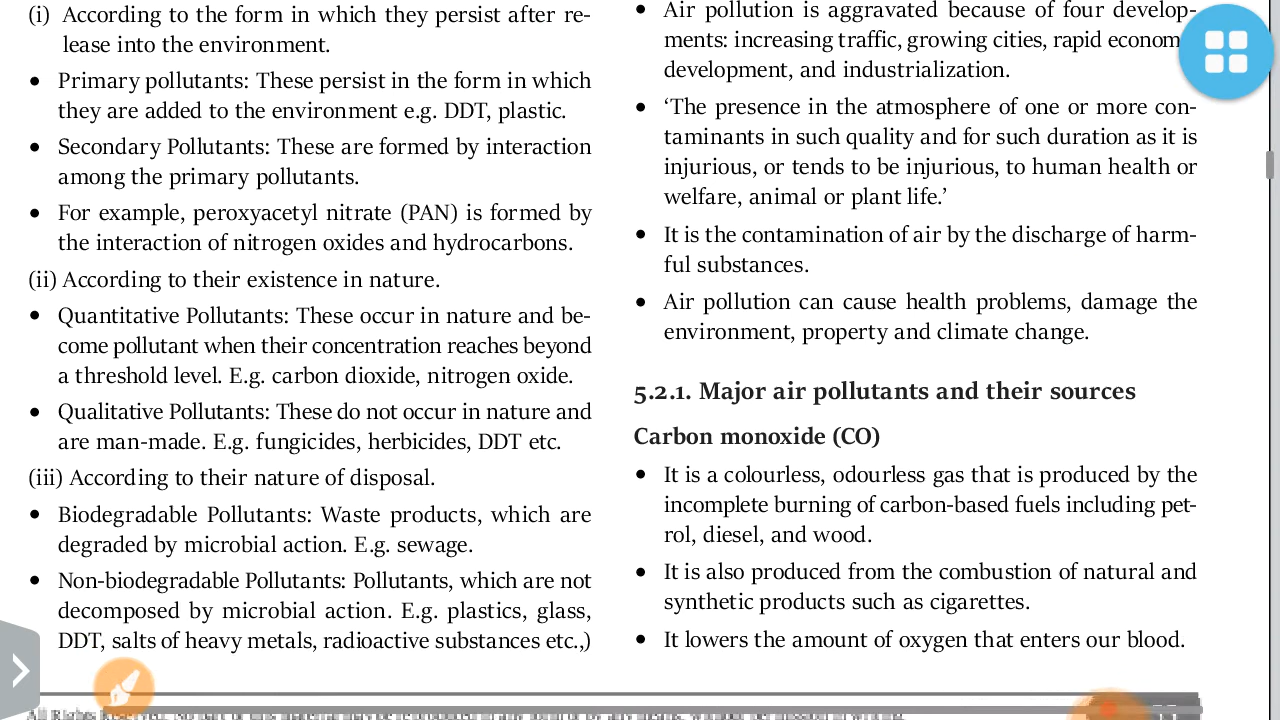 (i) According to the form in which they persist after re-
lease into the environment.
• Primary pollutants: These persist in the form in which
they are added to the environment e.g. DDT, plastic.
• Secondary Pollutants: These are formed by interaction
among the primary pollutants.
• For example, peroxyacetyl nitrate (PAN) is formed by
the interaction of nitrogen oxides and hydrocarbons.
(ii) According to their existence in nature.
• Quantitative Pollutants: These occur in nature and be-
come pollutant when their concentration reaches beyond
a threshold level. E.g. carbon dioxide, nitrogen oxide.
• Qualitative Pollutants: These do not occur in nature and
are man-made. E.g. fungicides, herbicides, DDT etc.
(iii) According to their nature of disposal.
• Biodegradable Pollutants: Waste products, which are
degraded by microbial action. E.g. sewage.
• Non-biodegradable Pollutants: Pollutants, which are not
decomposed by microbial action. E.g. plastics, glass,
DDT, salts of heavy metals, radioactive substances etc.,)
• Air pollution is aggravated because of four develop-
ments: increasing traffic, growing cities, rapid econom
development, and industrialization.
• ‘The presence in the atmosphere of one or more con-
taminants in such quality and for such duration as it is
injurious, or tends to be injurious, to human health or
welfare, animal or plant life.’
• It is the contamination of air by the discharge of harm-
ful substances.
• Air pollution can cause health problems, damage the
environment, property and climate change.
5.2.1. Major air pollutants and their sources
Carbon monoxide (CO)
• It is a colourless, odourless gas that is produced by the
incomplete burning of carbon-based fuels including pet-
rol, diesel, and wood.
• It is also produced from the combustion of natural and
synthetic products such as cigarettes.
• It lowers the amount of oxygen that enters our blood.